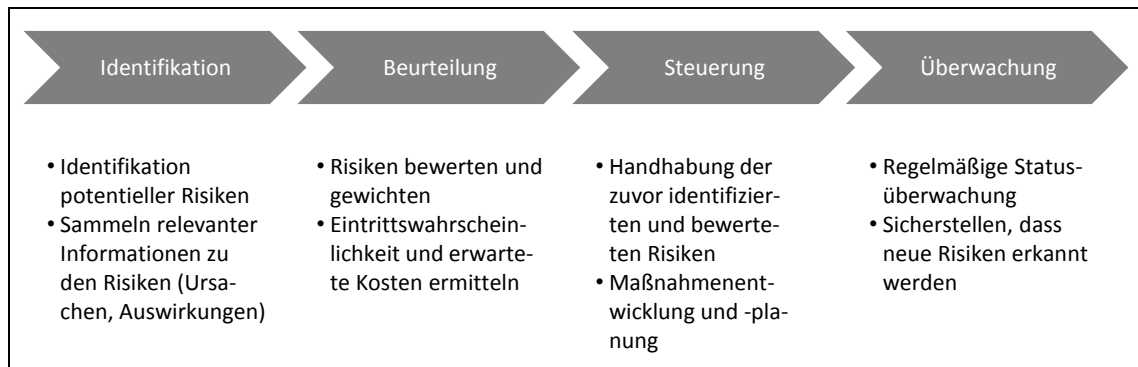 Identifikation
Beurteilung
Steuerung
Überwachung
• Identifikation
potentieller Risiken
• Sammeln relevanter
Informationen zu
den Risiken (Ursa-
chen, Auswirkungen)
• Risiken bewerten und
gewichten
• Eintrittswahrschein-
lichkeit und erwarte-
te Kosten ermitteln
• Handhabung der
zuvor identifizier-
ten und bewerte-
ten Risiken
• Maßnahmenent-
wicklung und -pla-
nung
• Regelmäßige Status-
überwachung
• Sicherstellen, dass
neue Risiken erkannt
werden